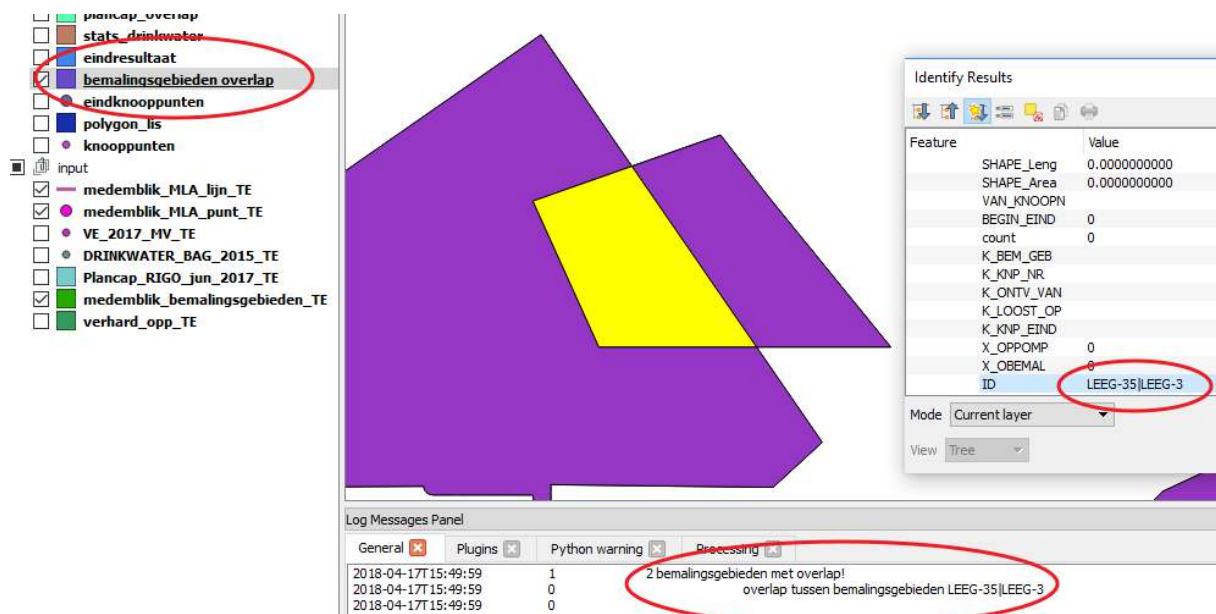 plancap_overlap
stats_drinkwater
eindresultaat
bemalingsgebieden overlap
eindknooppunten
polygon_lis
knooppunten
input
medemblik_MLA_lijn_TE
medemblik_MLA_punt_TE
VE_2017_MV_TE
DRINKWATER_BAG_2015_TE
Plancap_RIGO_jun_2017_TE
medemblik_bemalingsgebieden_TE
verhard_opp_TE
Identify Results
Feature Value
SHAPE_Leng 0.0000000000
SHAPE_Area 0.0000000000
VAN_KNOOPN
BEGIN_EIND 0
count 0
K_BEM_GEB
K_KNP_NR
K_ONTV_VAN
K_LOOST_OP
K_KNP_EIND
X_OPPOMP 0
X_OBEMAL 0
ID LEEG-35|LEEG-3
Mode Current layer
View Tree
Log Messages Panel
General Plugins Python warning Processing
2018-04-17T15:49:59 1 2 bemalingsgebieden met overlap!
2018-04-17T15:49:59 0 overlap tussen bemalingsgebieden LEEG-35|LEEG-3
2018-04-17T15:49:59 0